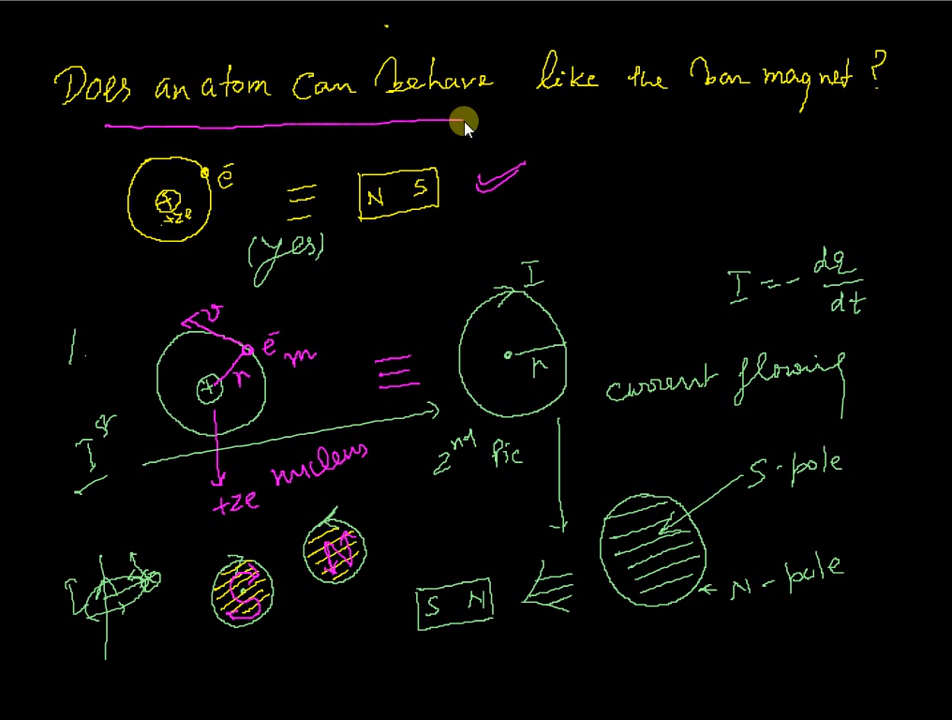 Does an atom can behave like the bar magnet ?
e̅
+ze
N S
(yes)
I
I = - dq/dt
1.
v
e̅ m
r
r
current flowing
Ist
2nd pic
nucleus
+ze
S-pole
N-pole
I
S
N
S N